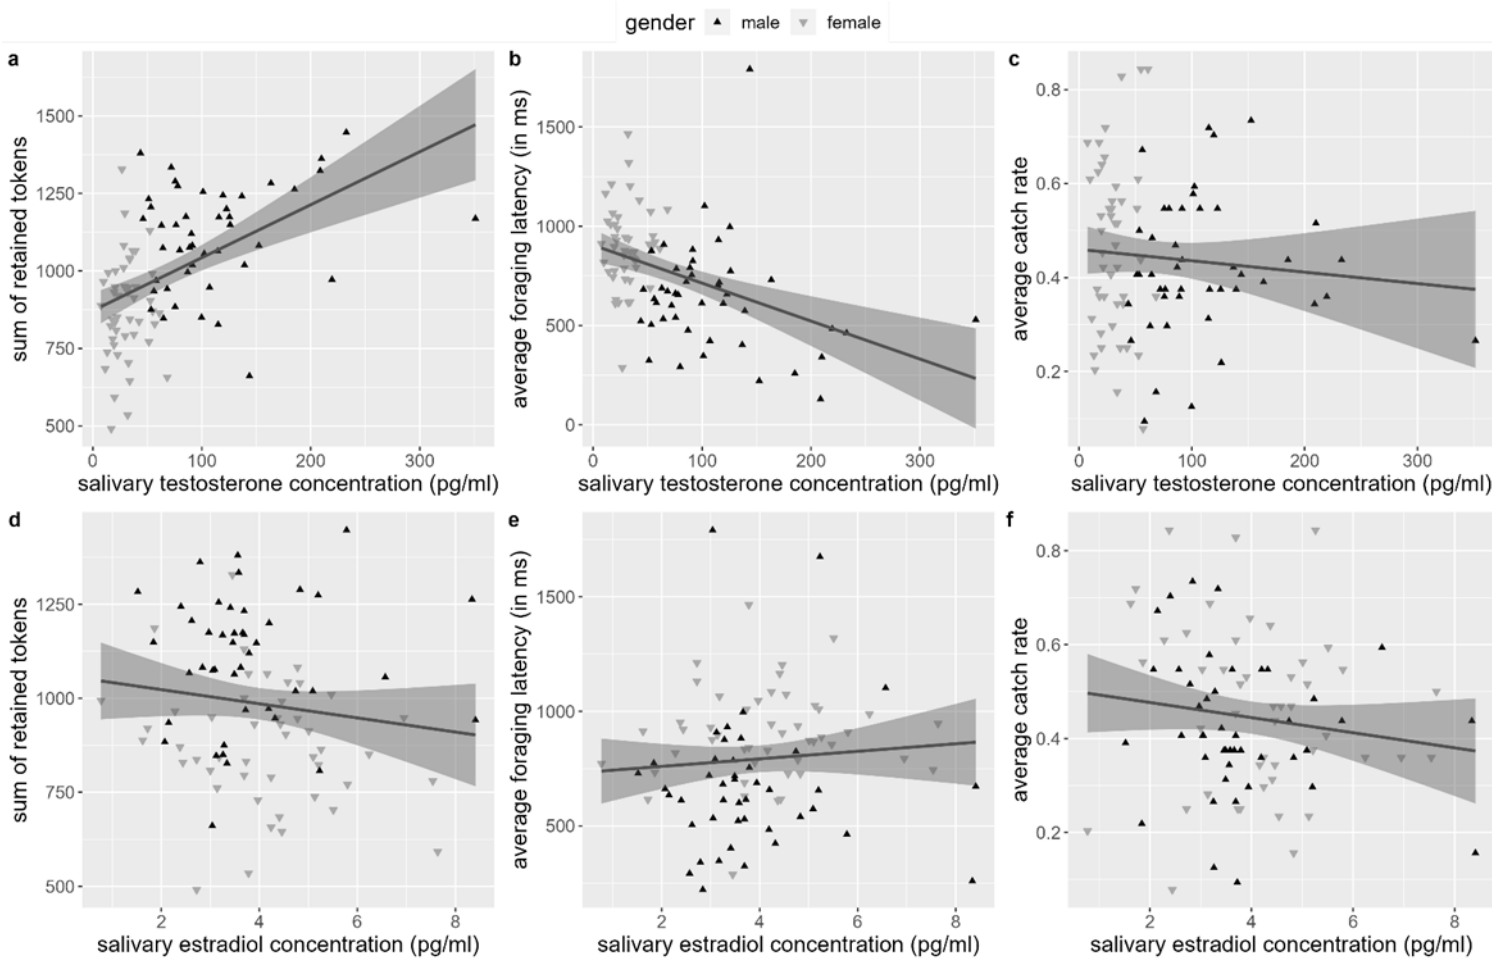 gender male female
a
sum of retained tokens
1500
1250
1000
750
500
0 100 200 300
salivary testosterone concentration (pg/ml)
b
average foraging latency (in ms)
1500
1000
500
0
0 100 200 300
salivary testosterone concentration (pg/ml)
c
average catch rate
0.8
0.6
0.4
0.2
0 100 200 300
salivary testosterone concentration (pg/ml)
d
sum of retained tokens
1250
1000
750
500
2 4 6 8
salivary estradiol concentration (pg/ml)
e
average foraging latency (in ms)
1500
1000
500
2 4 6 8
salivary estradiol concentration (pg/ml)
f
average catch rate
0.8
0.6
0.4
0.2
2 4 6 8
salivary estradiol concentration (pg/ml)